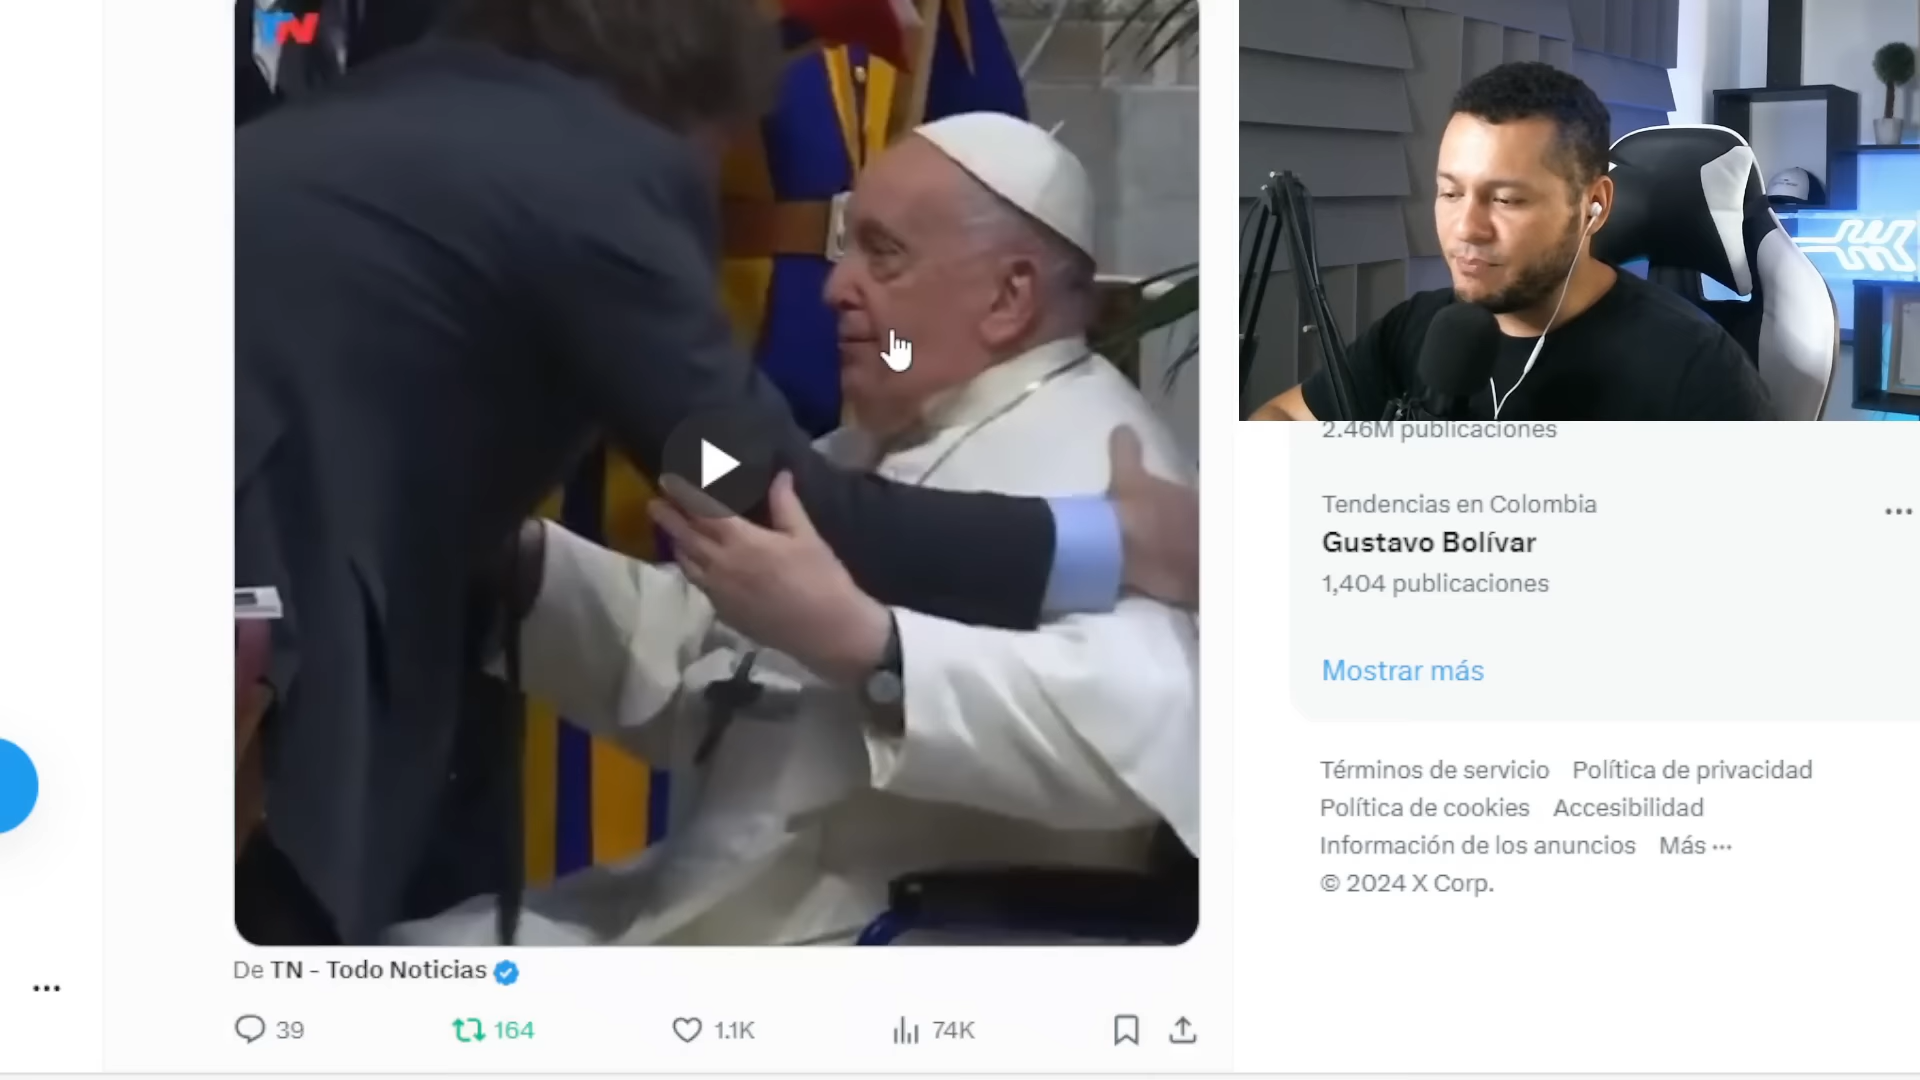 TN
2.46M publicaciones
Tendencias en Colombia
Gustavo Bolívar
1,404 publicaciones
Mostrar más
Términos de servicio Política de privacidad
Política de cookies Accesibilidad
Información de los anuncios Más ...
© 2024 X Corp.
De TN - Todo Noticias
39 164 1.1K 74K